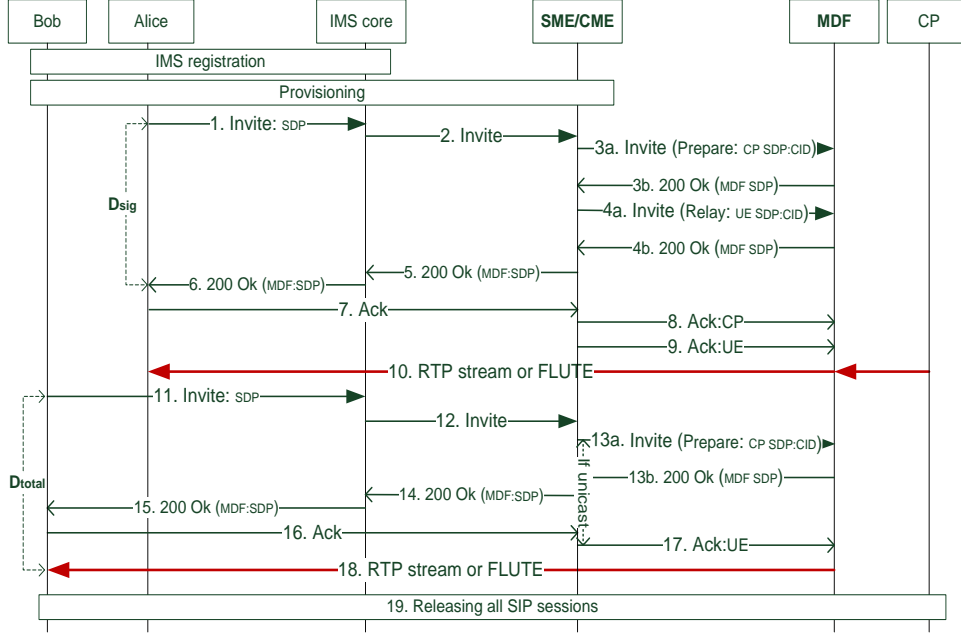 Bob
Alice
IMS core
SME/CME
MDF
CP
IMS registration
Provisioning
1. Invite: SDP
2. Invite
3a. Invite (Prepare: CP SDP:CID)
3b. 200 Ok (MDF SDP)
Dsig
4a. Invite (Relay: UE SDP:CID)
4b. 200 Ok (MDF SDP)
5. 200 Ok (MDF:SDP)
6. 200 Ok (MDF:SDP)
7. Ack
8. Ack:CP
9. Ack:UE
10. RTP stream or FLUTE
11. Invite: SDP
12. Invite
13a. Invite (Prepare: CP SDP:CID)
If unicast
Dtotal
13b. 200 Ok (MDF SDP)
14. 200 Ok (MDF:SDP)
15. 200 Ok (MDF:SDP)
16. Ack
17. Ack:UE
18. RTP stream or FLUTE
19. Releasing all SIP sessions